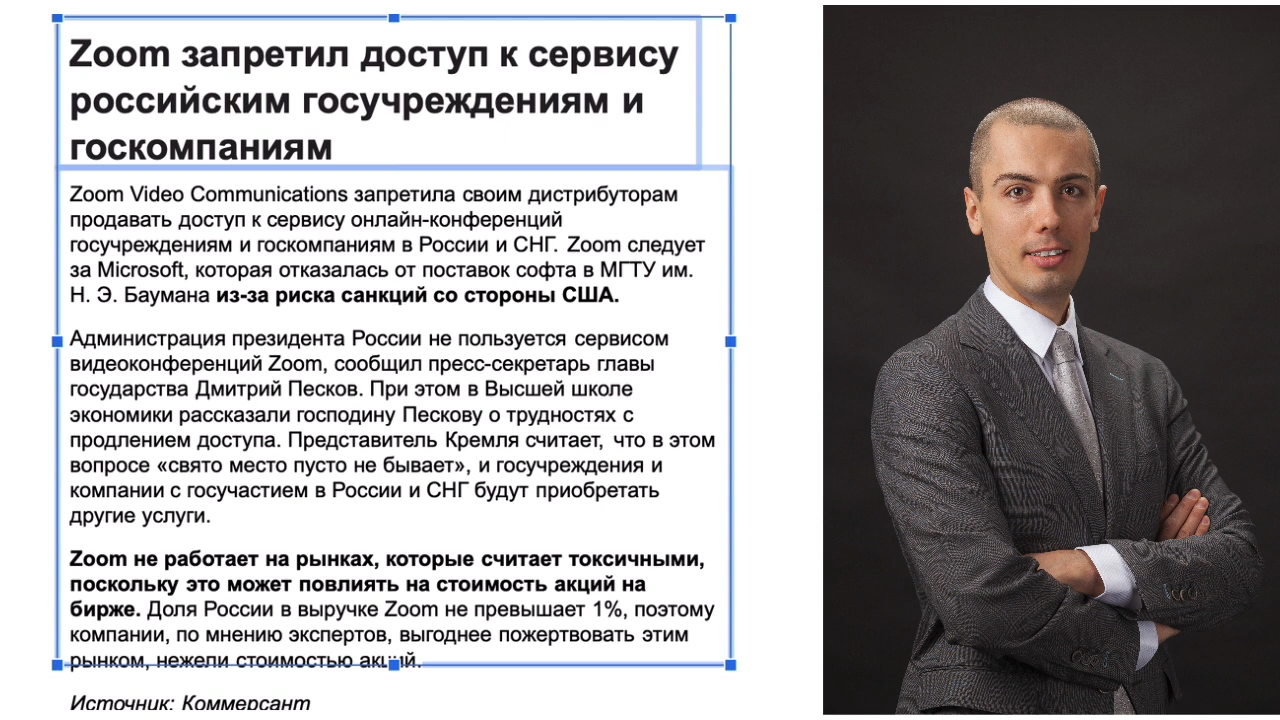 Zoom запретил доступ к сервису
российским госучреждениям и
госкомпаниям
Zoom Video Communications запретила своим дистрибуторам
продавать доступ к сервису онлайн-конференций
госучреждениям и госкомпаниям в России и СНГ. Zoom следует
за Microsoft, которая отказалась от поставок софта в МГТУ им.
Н. Э. Баумана из-за риска санкций со стороны США.
Администрация президента России не пользуется сервисом
видеоконференций Zoom, сообщил пресс-секретарь главы
государства Дмитрий Песков. При этом в Высшей школе
экономики рассказали господину Пескову о трудностях с
продлением доступа. Представитель Кремля считает, что в этом
вопросе «свято место пусто не бывает», и госучреждения и
компании с госучастием в России и СНГ будут приобретать
другие услуги.
Zoom не работает на рынках, которые считает токсичными,
поскольку это может повлиять на стоимость акций на
бирже. Доля России в выручке Zoom не превышает 1%, поэтому
компании, по мнению экспертов, выгоднее пожертвовать этим
рынком, нежели стоимостью акций.
Источник: Коммерсант